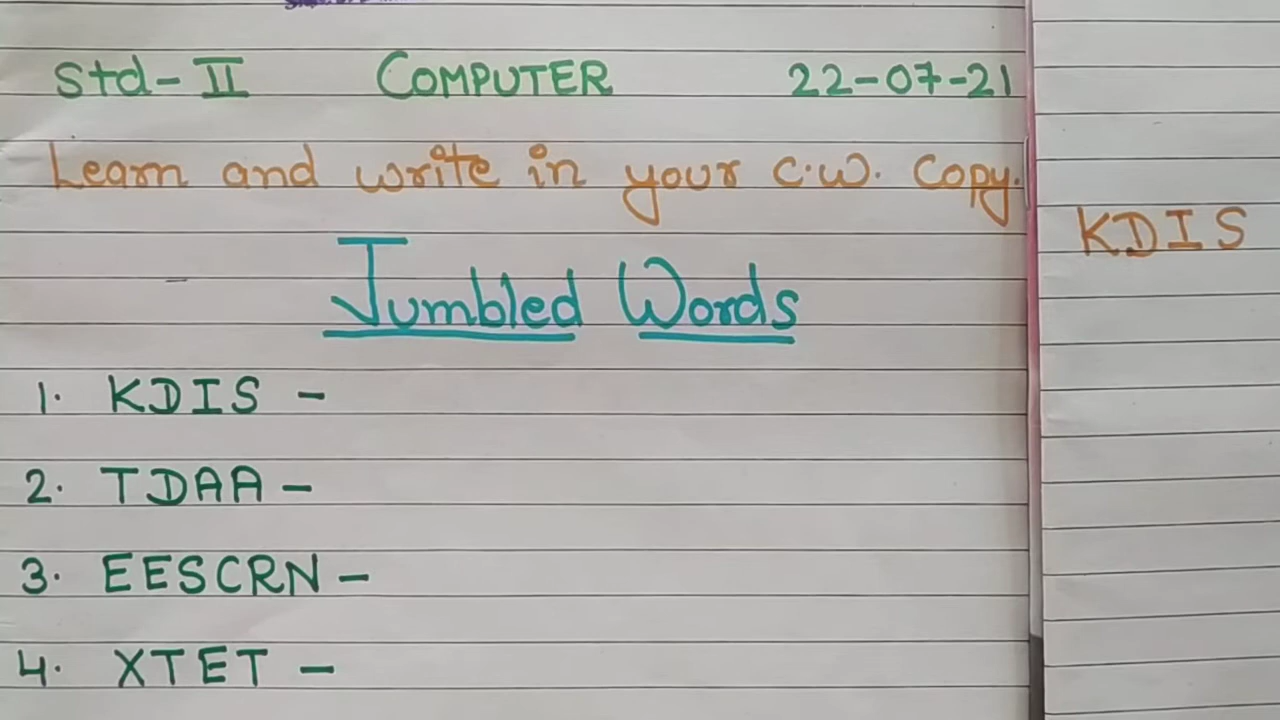 Std-II COMPUTER 22-07-21
Learn and write in your C.W. Copy.
Jumbled Words
1. KDIS -
2. TDAA -
3. EESCRN -
4. XTET -
KDIS